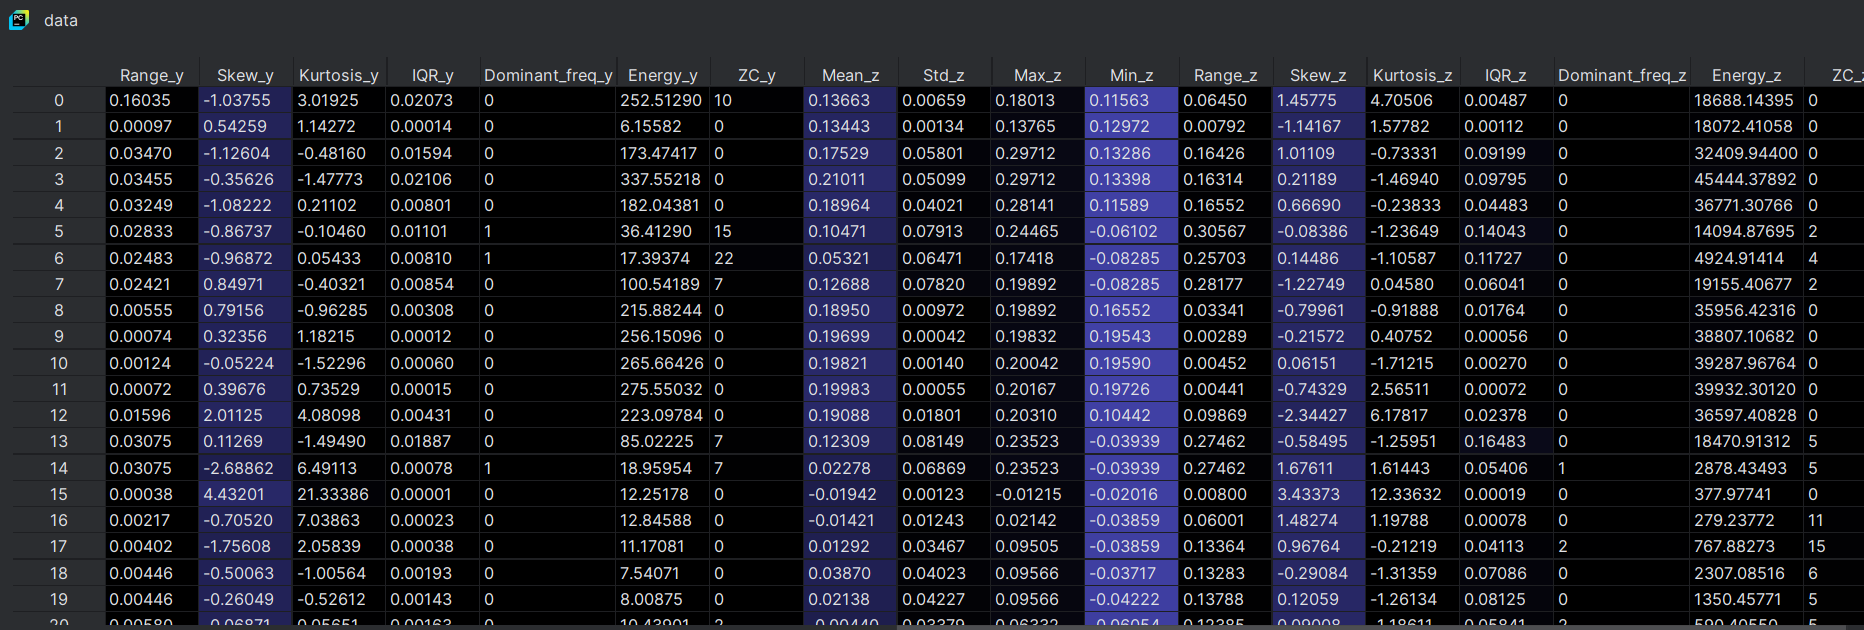 PC data
Range_y Skew_y Kurtosis_y IQR_y Dominant_freq_y Energy_y ZC_y Mean_z Std_z Max_z Min_z Range_z Skew_z Kurtosis_z IQR_z Dominant_freq_z Energy_z ZC_z
0 0.16035 -1.03755 3.01925 0.02073 0 252.51290 10 0.13663 0.00659 0.18013 0.11563 0.06450 1.45775 4.70506 0.00487 0 18688.14395 0
1 0.00097 0.54259 1.14272 0.00014 0 6.15582 0 0.13443 0.00134 0.13765 0.12972 0.00792 -1.14167 1.57782 0.00112 0 18072.41058 0
2 0.03470 -1.12604 -0.48160 0.01594 0 173.47417 0 0.17529 0.05801 0.29712 0.13286 0.16426 1.01109 -0.73331 0.09199 0 32409.94400 0
3 0.03455 -0.35626 -1.47773 0.02106 0 337.55218 0 0.21011 0.05099 0.29712 0.13398 0.16314 0.21189 -1.46940 0.09795 0 45444.37892 0
4 0.03249 -1.08222 0.21102 0.00801 0 182.04381 0 0.18964 0.04021 0.28141 0.11589 0.16552 0.66690 -0.23833 0.04483 0 36771.30766 0
5 0.02833 -0.86737 -0.10460 0.01101 1 36.41290 15 0.10471 0.07913 0.24465 -0.06102 0.30567 -0.08386 -1.23649 0.14043 0 14094.87695 2
6 0.02483 -0.96872 0.05433 0.00810 1 17.39374 22 0.05321 0.06471 0.17418 -0.08285 0.25703 0.14486 -1.10587 0.11727 0 4924.91414 4
7 0.02421 0.84971 -0.40321 0.00854 0 100.54189 7 0.12688 0.07820 0.19892 -0.08285 0.28177 -1.22749 0.04580 0.06041 0 19155.40677 2
8 0.00555 0.79156 -0.96285 0.00308 0 215.88244 0 0.18950 0.00972 0.19892 0.16552 0.03341 -0.79961 -0.91888 0.01764 0 35956.42316 0
9 0.00074 0.32356 1.18215 0.00012 0 256.15096 0 0.19699 0.00042 0.19832 0.19543 0.00289 -0.21572 0.40752 0.00056 0 38807.10682 0
10 0.00124 -0.05224 -1.52296 0.00060 0 265.66426 0 0.19821 0.00140 0.20042 0.19590 0.00452 0.06151 -1.71215 0.00270 0 39287.96764 0
11 0.00072 0.39676 0.73529 0.00015 0 275.55032 0 0.19983 0.00055 0.20167 0.19726 0.00441 -0.74329 2.56511 0.00072 0 39932.30120 0
12 0.01596 2.01125 4.08098 0.00431 0 223.09784 0 0.19088 0.01801 0.20310 0.10442 0.09869 -2.34427 6.17817 0.02378 0 36597.40828 0
13 0.03075 0.11269 -1.49490 0.01887 0 85.02225 7 0.12309 0.08149 0.23523 -0.03939 0.27462 -0.58495 -1.25951 0.16483 0 18470.91312 5
14 0.03075 -2.68862 6.49113 0.00078 1 18.95954 7 0.02278 0.06869 0.23523 -0.03939 0.27462 1.67611 1.61443 0.05406 1 2878.43493 5
15 0.00038 4.43201 21.33386 0.00001 0 12.25178 0 -0.01942 0.00123 -0.01215 -0.02016 0.00800 3.43373 12.33632 0.00019 0 377.97741 0
16 0.00217 -0.70520 7.03863 0.00023 0 12.84588 0 -0.01421 0.01243 0.02142 -0.03859 0.06001 1.48274 1.19788 0.00078 0 279.23772 11
17 0.00402 -1.75608 2.05839 0.00038 0 11.17081 0 0.01292 0.03467 0.09505 -0.03859 0.13364 0.96764 -0.21219 0.04113 2 767.88273 15
18 0.00446 -0.50063 -1.00564 0.00193 0 7.54071 0 0.03870 0.04023 0.09566 -0.03717 0.13283 -0.29084 -1.31359 0.07086 0 2307.08516 6
19 0.00446 -0.26049 -0.52612 0.00143 0 8.00875 0 0.02138 0.04227 0.09566 -0.04222 0.13788 0.12059 -1.26134 0.08125 0 1350.45771 5